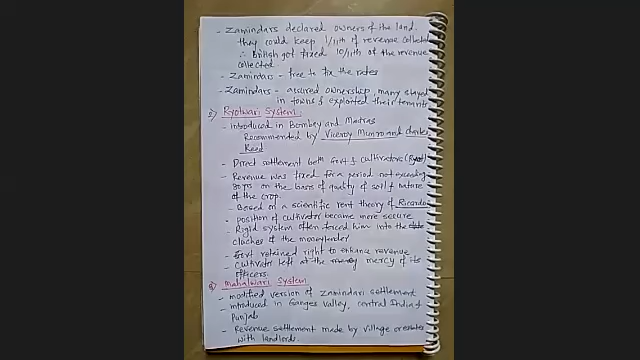 - Zamindars declared owners of the land.
they could keep 1/11th of revenue collected
∴ British got fixed 10/11th of the revenue
collected
- Zamindars - free to fix the rates
- Zamindars - assured ownership, many stayed
in towns & exploited their tenants
2) Ryotwari System:
- introduced in Bombay and Madras
Recommended by Viceroy Munro and Charles
Reed
- Direct settlement betn Govt & cultivators (Ryot)
- Revenue was fixed for a period not exceeding
30 yrs on the basis of quality of soil & nature
of the crop.
- Based on a scientific rent theory of Ricardo
- position of cultivator became more secure
- Rigid system often forced him into the
clutches of the moneylender
- Govt retained right to enhance revenue
- cultivator left at the mercy of its
officers.
Mahalwari System
- modified version of Zamindari settlement
- introduced in Ganges valley, central India &
Punjab
- Revenue settlement made by village or estates
with landlords.